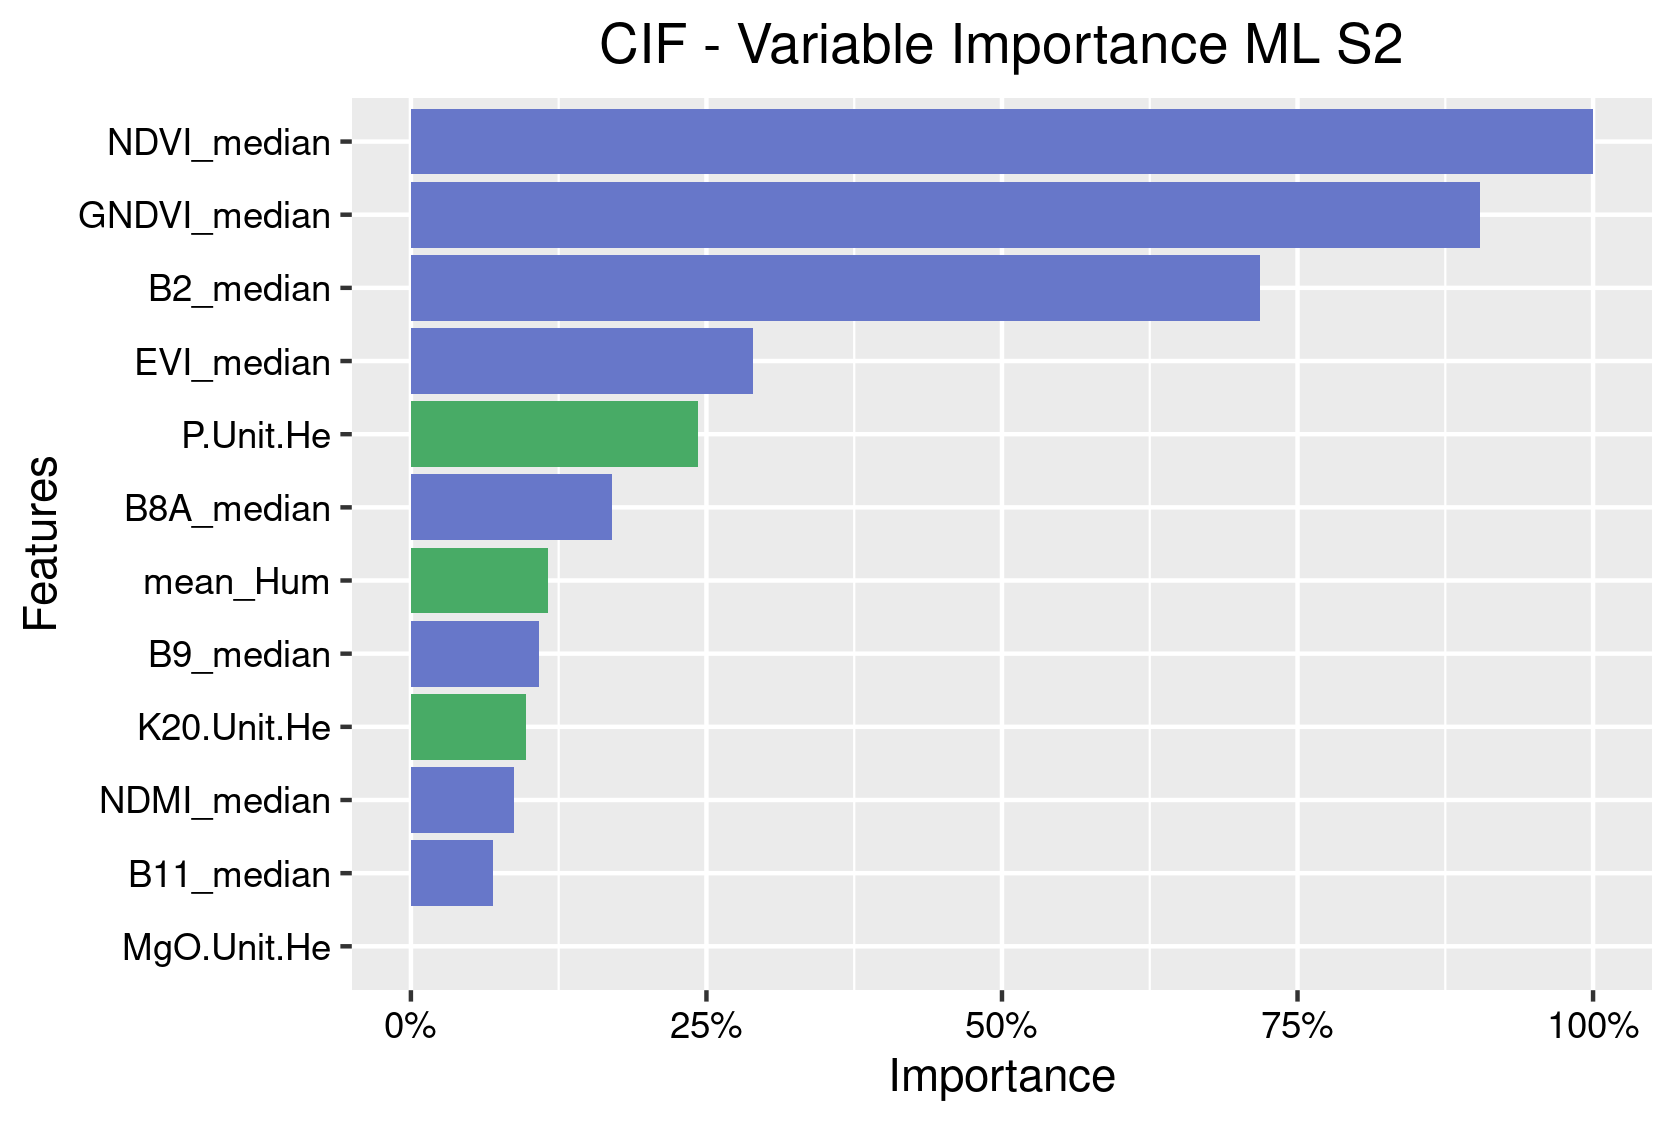 CIF - Variable Importance ML S2
NDVI_median
GNDVI_median
B2_median
EVI_median
P.Unit.He
B8A_median
mean_Hum
B9_median
K20.Unit.He
NDMI_median
B11_median
MgO.Unit.He
Features
0% 25% 50% 75% 100%
Importance